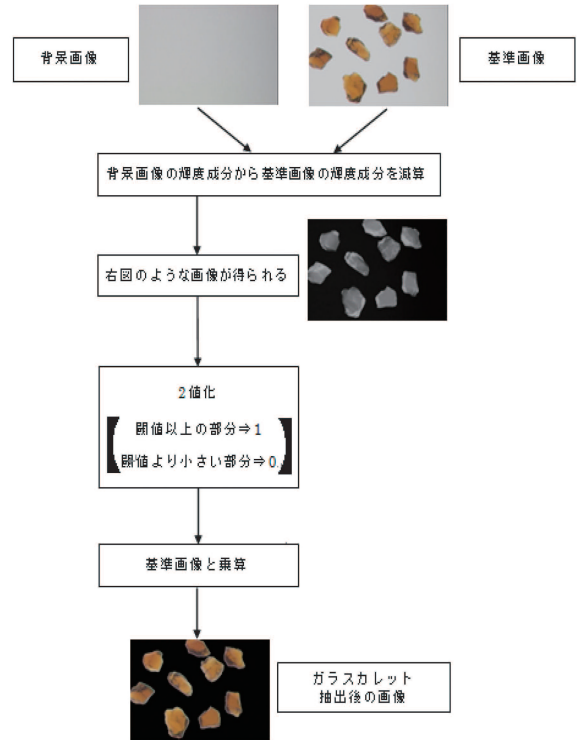 背景画像
基準画像
背景画像の輝度成分から基準画像の輝度成分を減算
右図のような画像が得られる
2値化
閾値以上の部分⇒1
閾値より小さい部分⇒0
基準画像と乗算
ガラスカレット
抽出後の画像